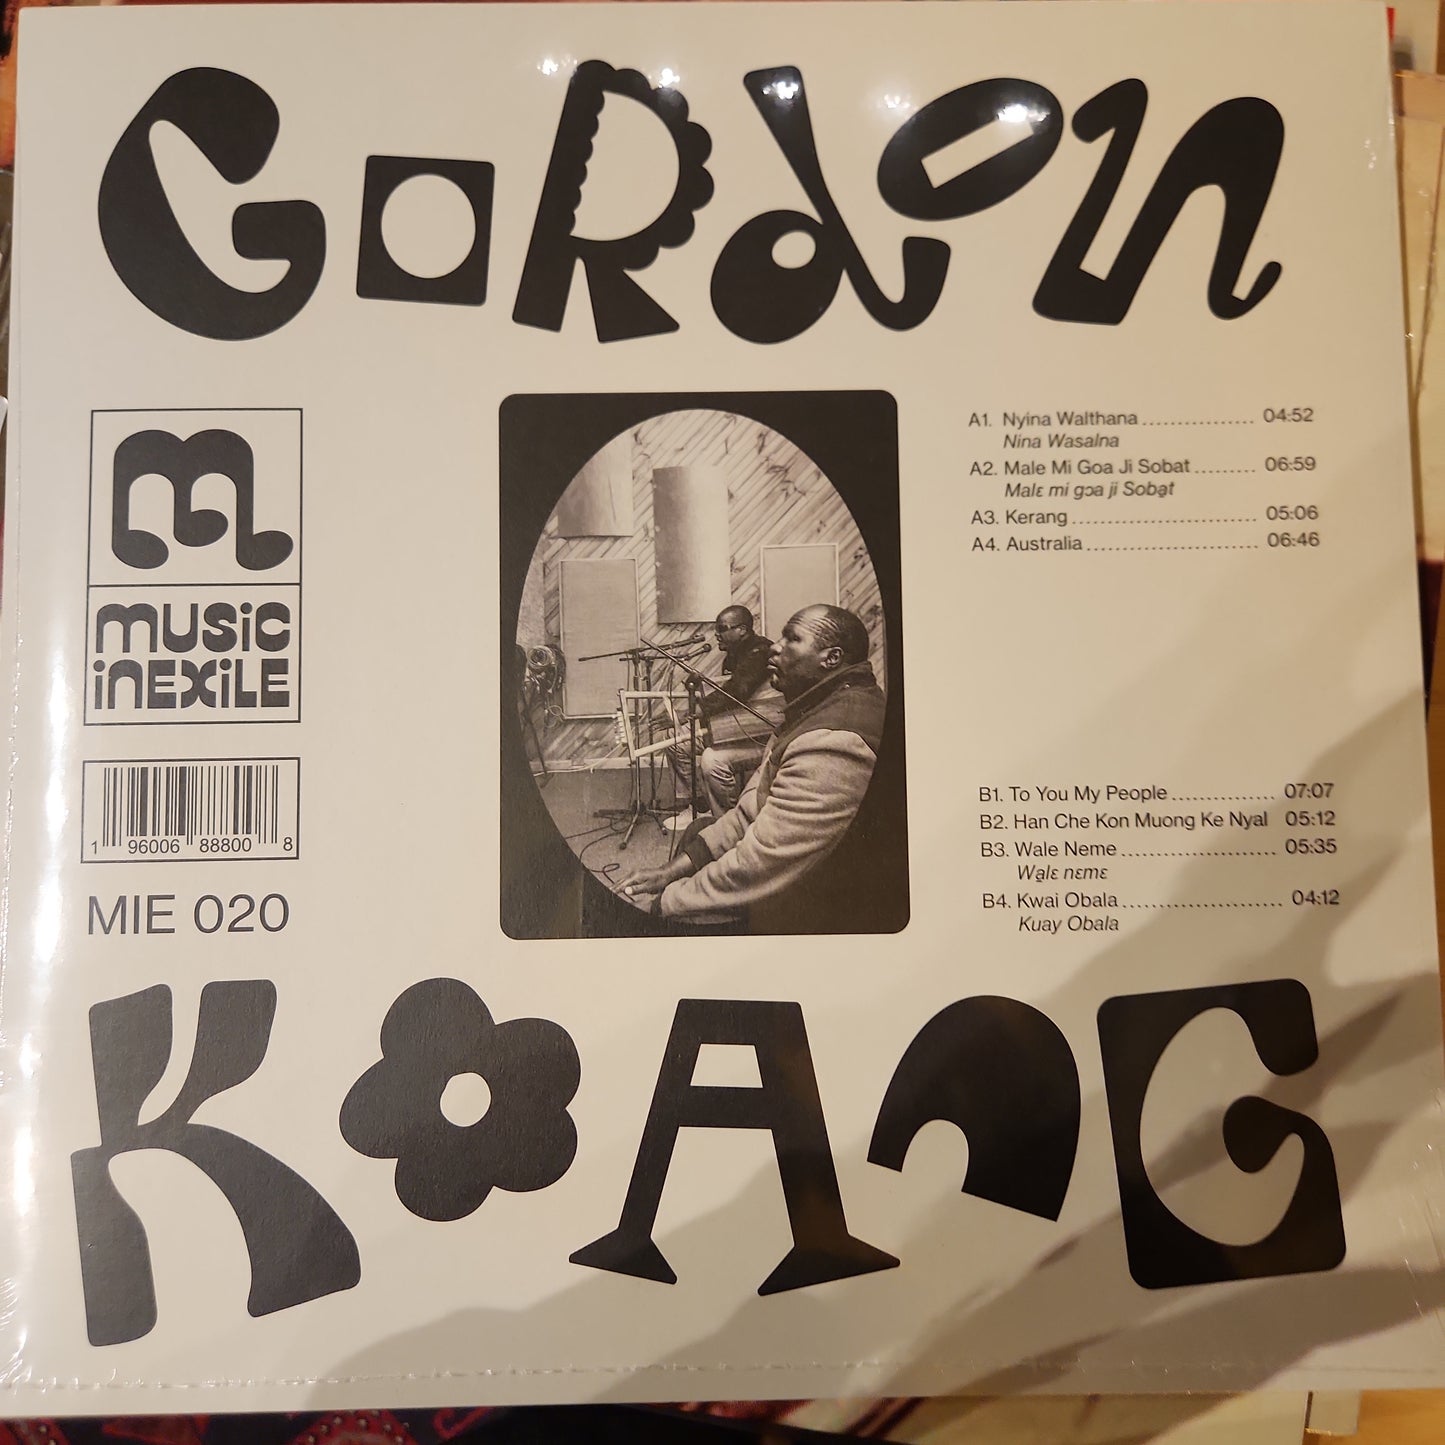 GORdon
A1. Nyina Walthana ................ 04:52
Nina Wasalna
A2. Male Mi Goa Ji Sobat ......... 06:59
Malɛ mi gɔa ji Soba̱t
A3. Kerang ........................... 05:06
A4. Australia ......................... 06:46
m
music
inExiLE
1 96006 88800 8
MIE 020
B1. To You My People ............... 07:07
B2. Han Che Kon Muong Ke Nyal 05:12
B3. Wale Neme ....................... 05:35
Wa̱lɛ nɛmɛ
B4. Kwai Obala ....................... 04:12
Kuay Obala
KOAnG